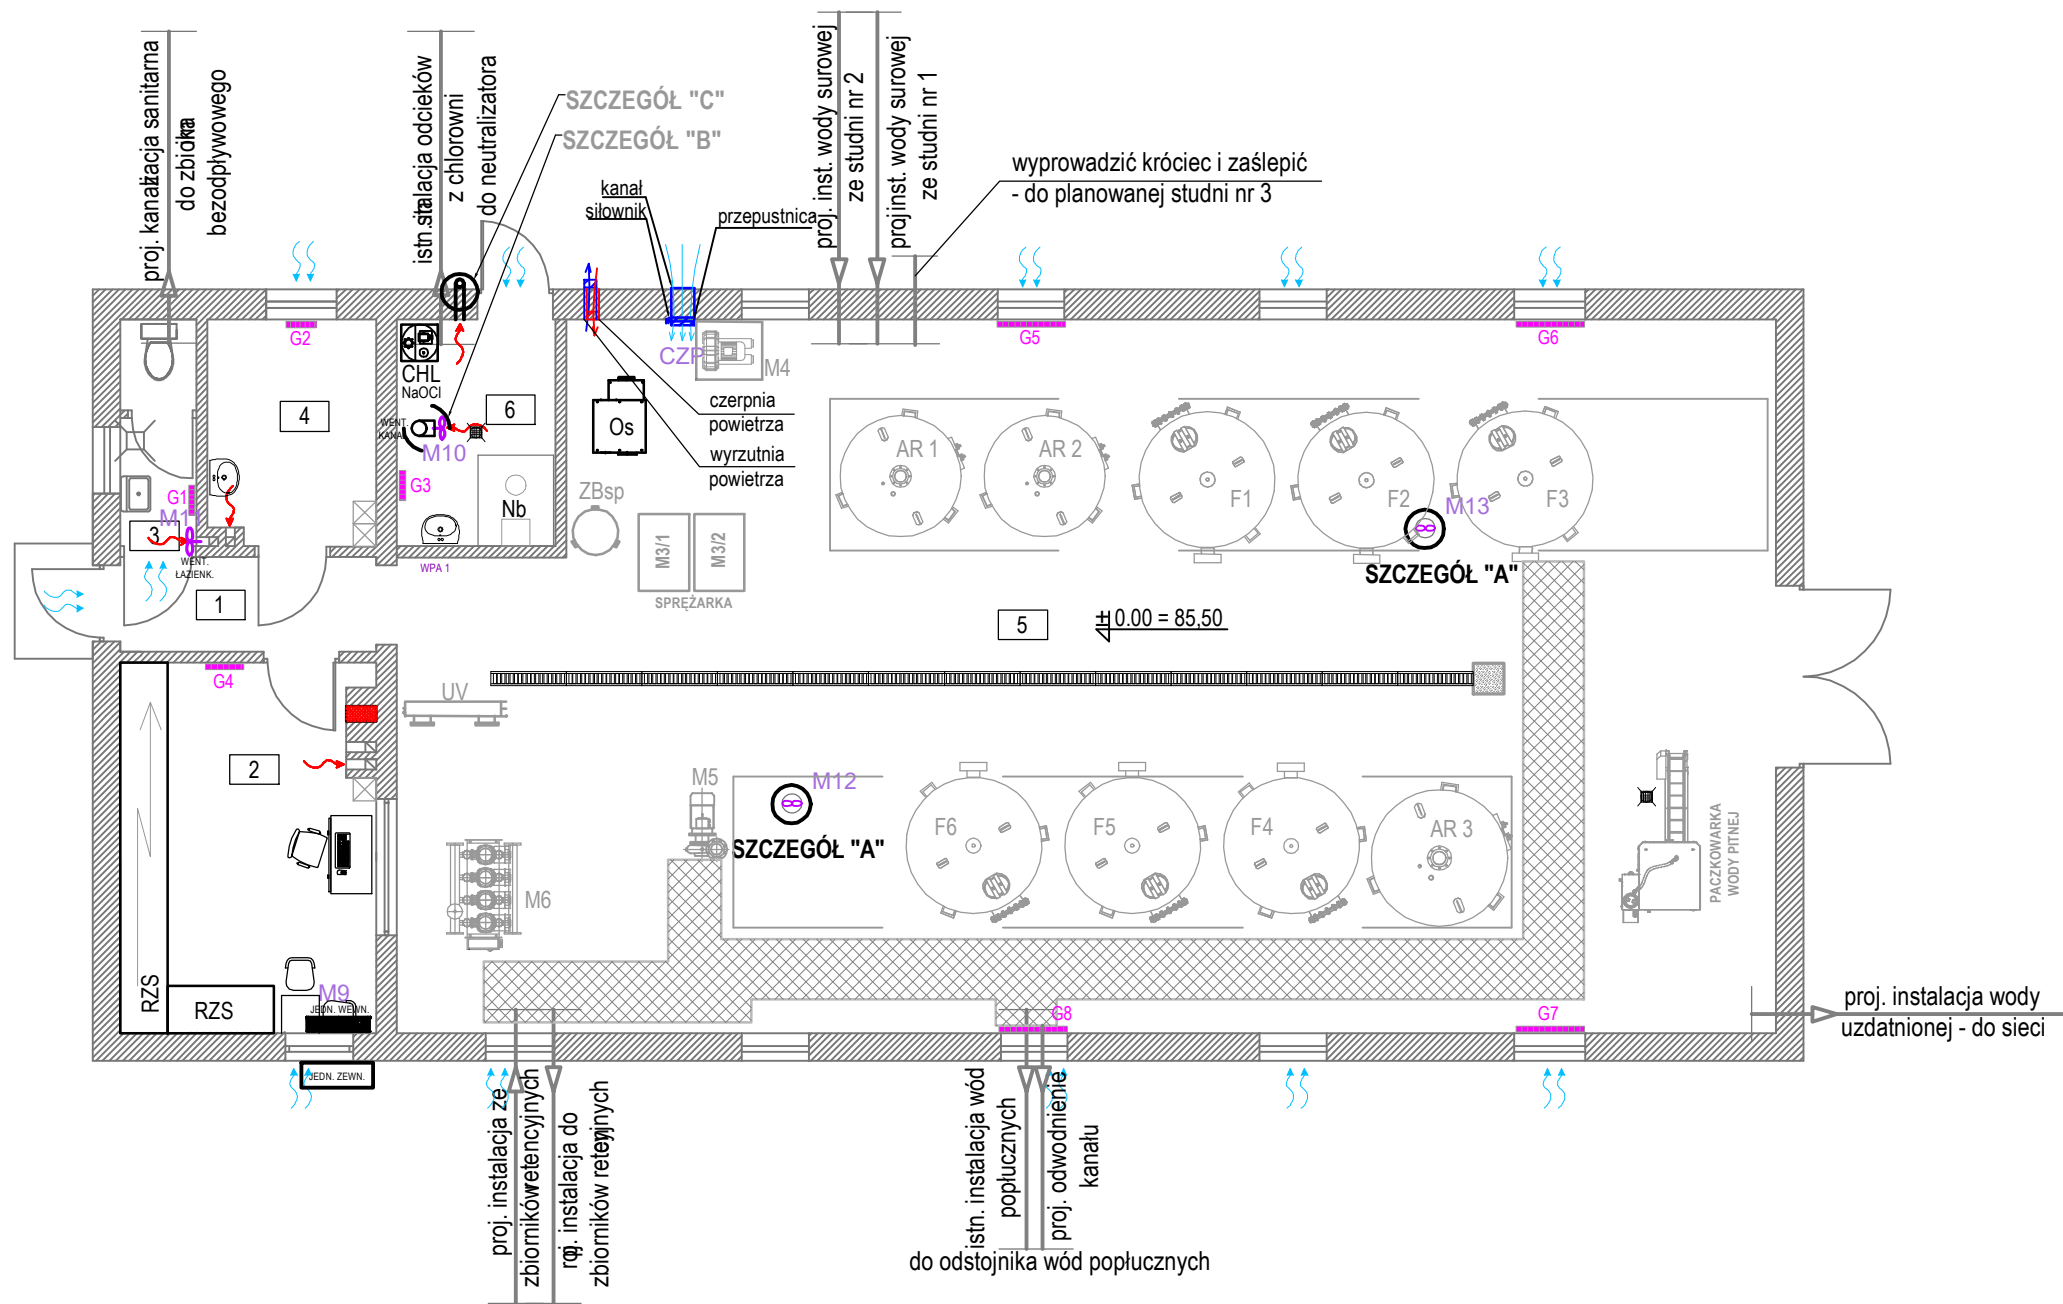 proj. kanalizacja sanitarna
do zbiornika
bezodpływowego
istn. instalacja odcieków
z chlorowni
do neutralizatora
SZCZEGÓŁ "C"
SZCZEGÓŁ "B"
kanał
siłownik
przepustnica
proj. inst. wody surowej
ze studni nr 2
proj inst. wody surowej
ze studni nr 1
wyprowadzić króciec i zaślepić
- do planowanej studni nr 3
G2
G5
G6
CZP
M4
CHL
NaOCl
4
6
WENT.
KANAŁ
M10
Os
czerpnia
powietrza
wyrzutnia
powietrza
AR 1
AR 2
F1
F2
F3
M13
SZCZEGÓŁ "A"
G1
M11
3
G3
Nb
ZBsp
M3/1
M3/2
SPRĘŻARKA
WENT.
ŁAZIENK.
WPA 1
1
5
± 0.00 = 85,50
G4
UV
2
M5
M12
SZCZEGÓŁ "A"
F6
F5
F4
AR 3
PACZKOWARKA
WODY PITNEJ
M6
RZS
RZS
M9
JEDN. WEWN.
JEDN. ZEWN.
G8
G7
proj. instalacja wody
uzdatnionej - do sieci
proj. instalacja ze
zbiorników retencyjnych
proj. instalacja do
zbiorników retencyjnych
istn. instalacja wód
popłucznych
proj. odwodnienie
kanału
do odstojnika wód popłucznych